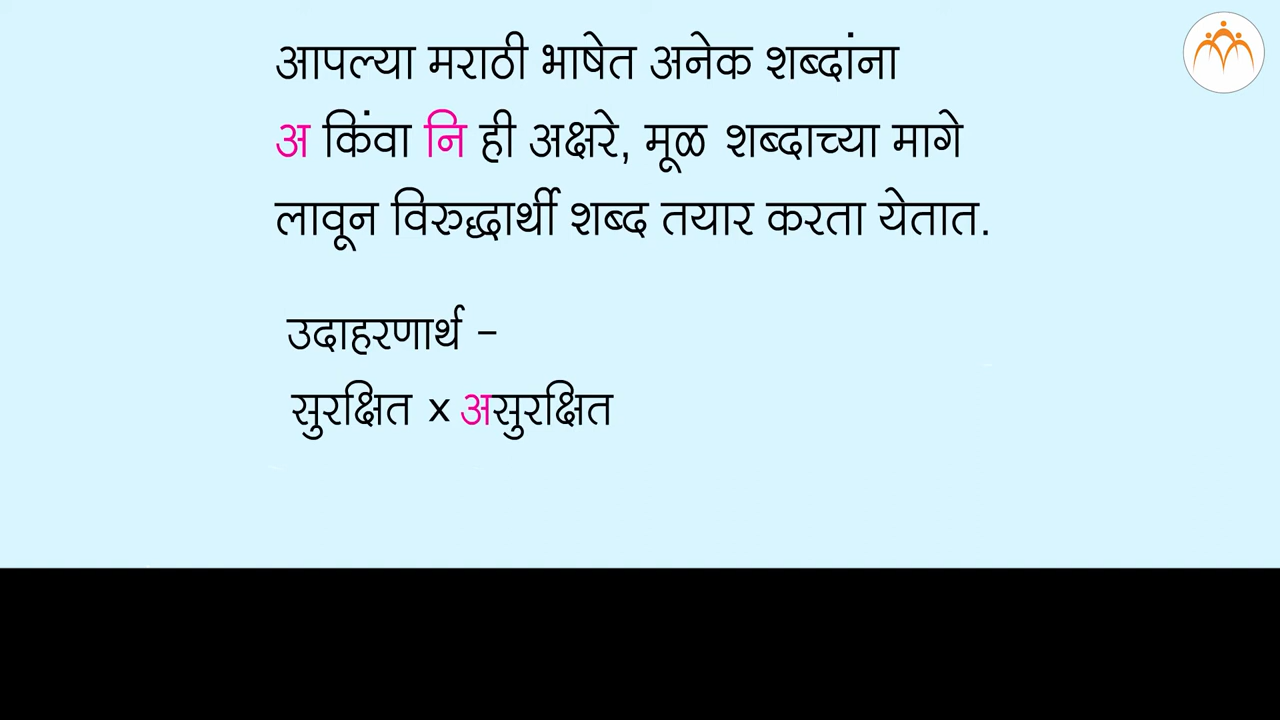 आपल्या मराठी भाषेत अनेक शब्दांना
अ किंवा नि ही अक्षरे, मूळ शब्दाच्या मागे
लावून विरुद्धार्थी शब्द तयार करता येतात.
उदाहरणार्थ –
सुरक्षित x असुरक्षित